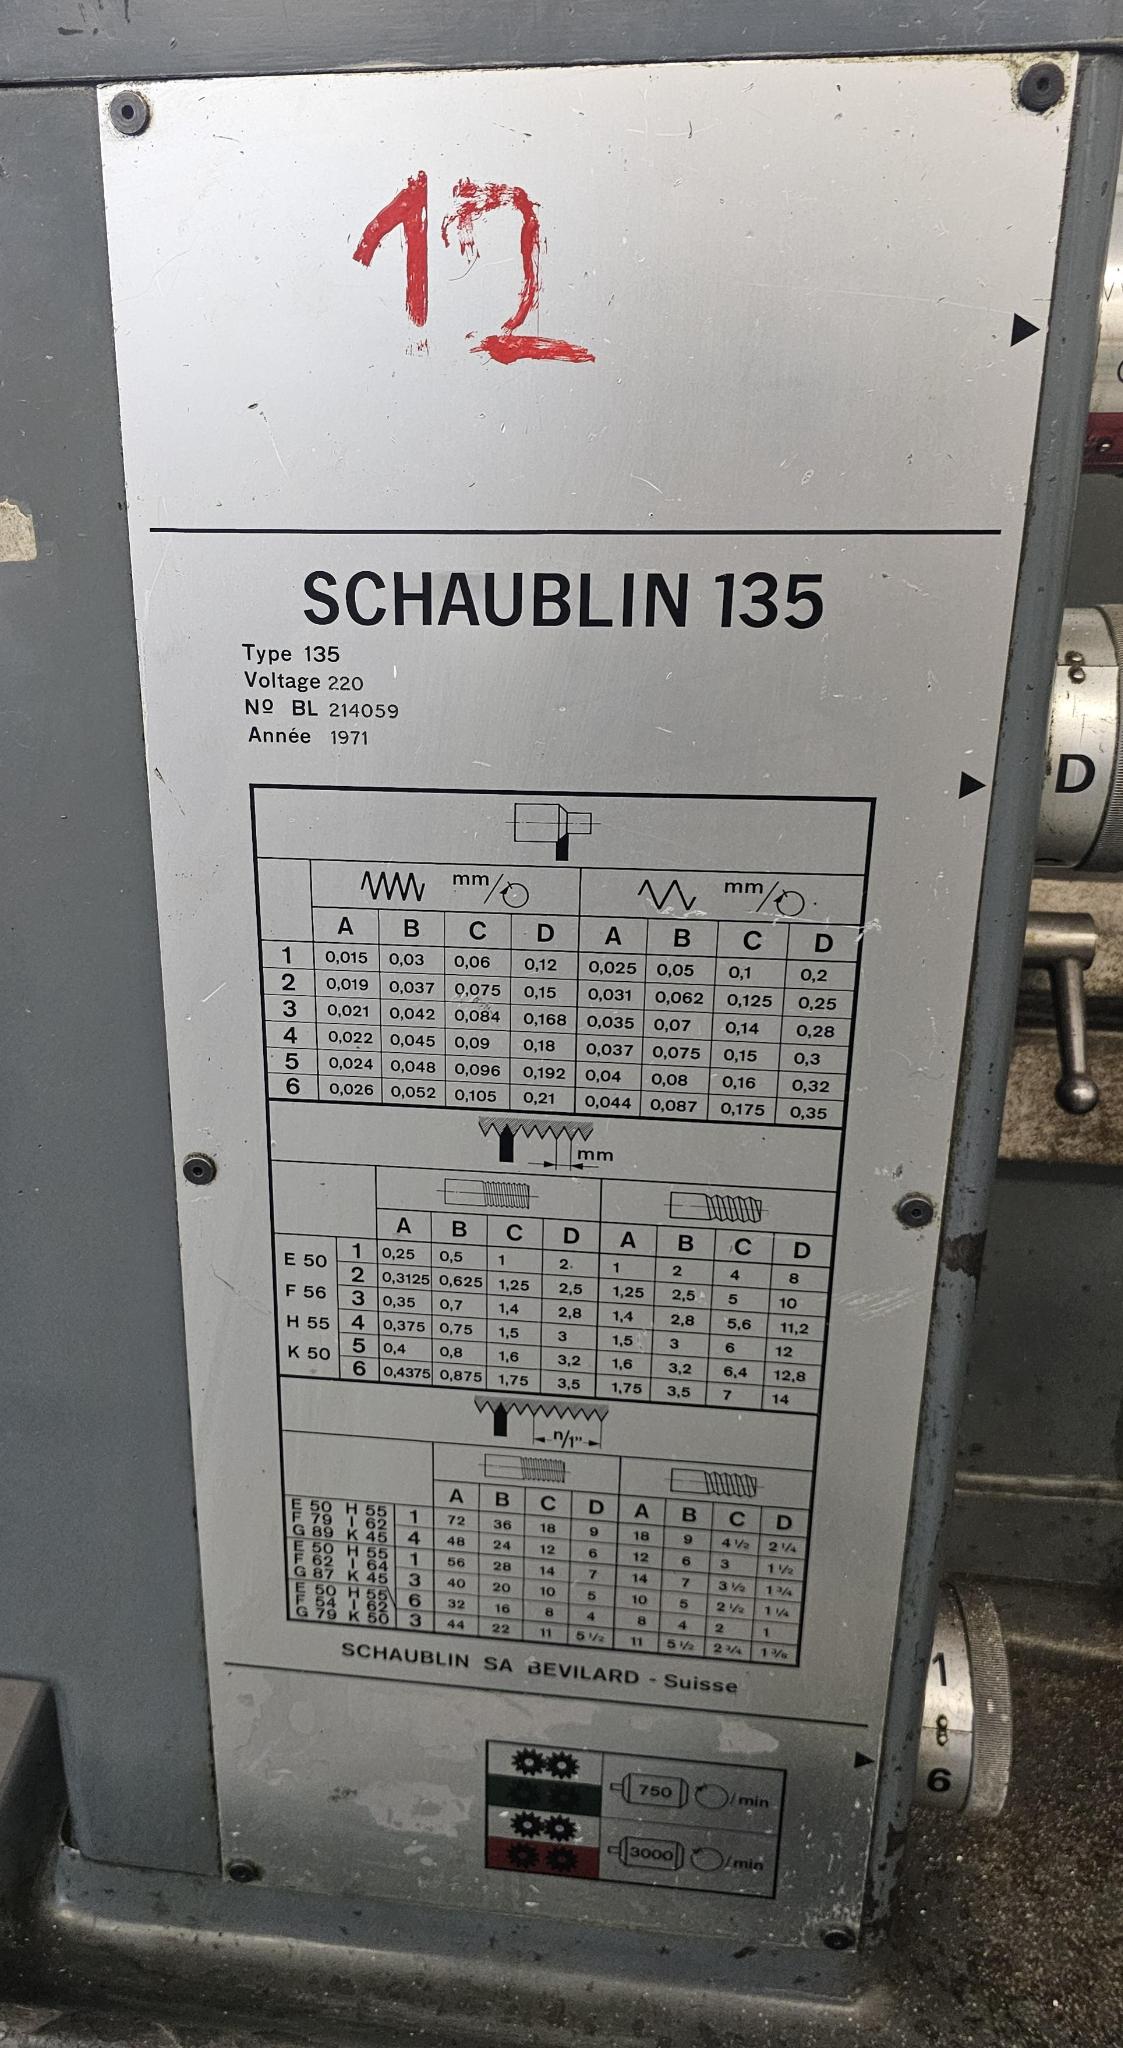 12
SCHAUBLIN 135
Type 135
Voltage 220
Nº BL 214059
Année 1971
D
mm/ mm/
A B C D A B C D
1 0,015 0,03 0,06 0,12 0,025 0,05 0,1 0,2
2 0,019 0,037 0,075 0,15 0,031 0,062 0,125 0,25
3 0,021 0,042 0,084 0,168 0,035 0,07 0,14 0,28
4 0,022 0,045 0,09 0,18 0,037 0,075 0,15 0,3
5 0,024 0,048 0,096 0,192 0,04 0,08 0,16 0,32
6 0,026 0,052 0,105 0,21 0,044 0,087 0,175 0,35
mm
A B C D A B C D
E 50
F 56
H 55
K 50
1 0,25 0,5 1 2 1 2 4 8
2 0,3125 0,625 1,25 2,5 1,25 2,5 5 10
3 0,35 0,7 1,4 2,8 1,4 2,8 5,6 11,2
4 0,375 0,75 1,5 3 1,5 3 6 12
5 0,4 0,8 1,6 3,2 1,6 3,2 6,4 12,8
6 0,4375 0,875 1,75 3,5 1,75 3,5 7 14
n/1"
A B C D A B C D
E 50 H 55
F 79 I 62
G 89 K 45
1 72 36 18 9 18 9 4 1/2 2 1/4
4 48 24 12 6 12 6 3 1 1/2
E 50 H 55
F 62 I 64
G 87 K 45
1 56 28 14 7 14 7 3 1/2 1 3/4
3 40 20 10 5 10 5 2 1/2 1 1/4
E 50 H 55
F 54 I 62
G 79 K 50
6 32 16 8 4 8 4 2 1
3 44 22 11 5 1/2 11 5 1/2 2 3/4 1 3/8
SCHAUBLIN SA BEVILARD - Suisse
1
6
750 /min
3000 /min